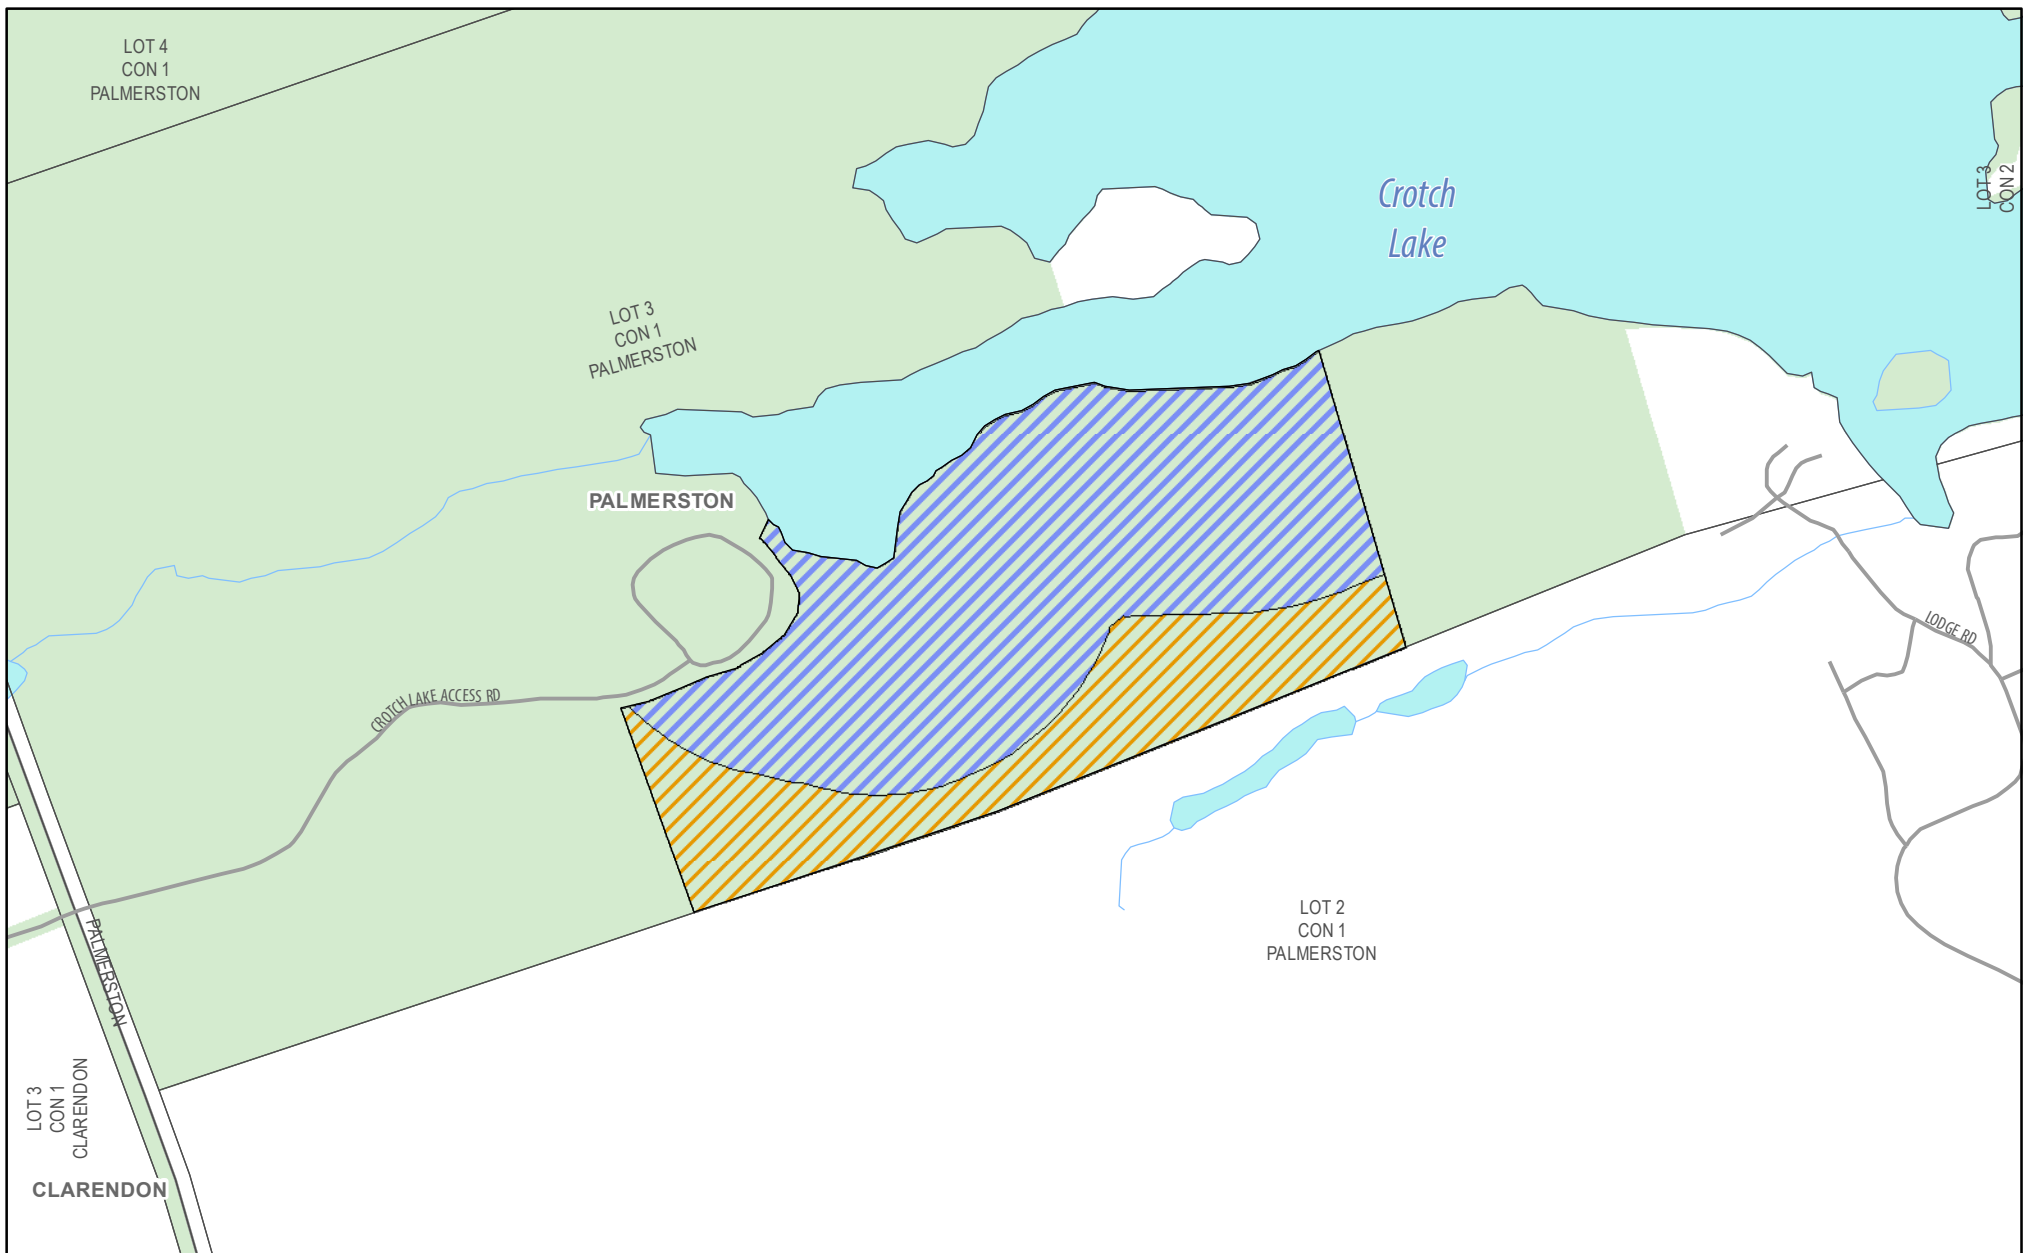 LOT 4
CON 1
PALMERSTON
Crotch
Lake
LOT 3
CON 2
LOT 3
CON 1
PALMERSTON
PALMERSTON
LODGE RD
CROTCH LAKE ACCESS RD
LOT 2
CON 1
PALMERSTON
PALMERSTON
LOT 3
CON 1
CLARENDON
CLARENDON